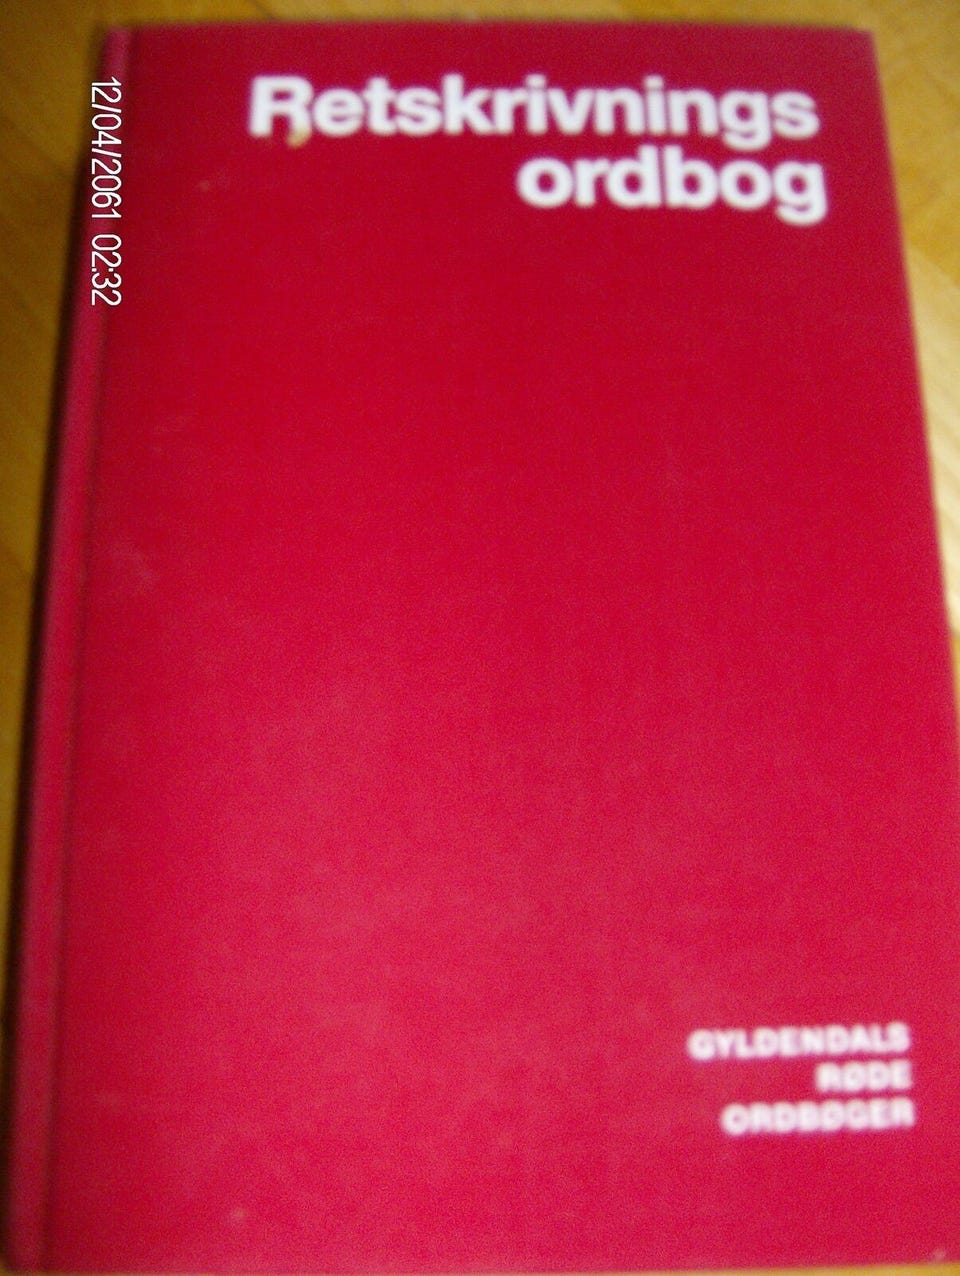 Retskrivnings
ordbog
12/04/2061 02:32
GYLDENDALS
RØDE
ORDBØGER